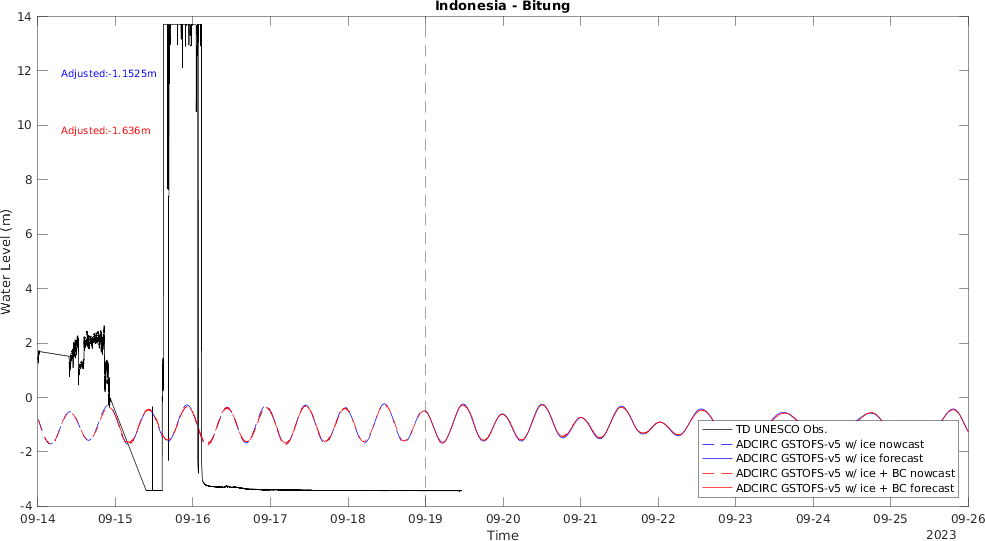 Indonesia - Bitung
14
12
10
8
6
4
2
0
-2
-4
Water Level (m)
Adjusted:-1.1525m
Adjusted:-1.636m
TD UNESCO Obs.
ADCIRC GSTOFS-v5 w/ ice nowcast
ADCIRC GSTOFS-v5 w/ ice forecast
ADCIRC GSTOFS-v5 w/ ice + BC nowcast
ADCIRC GSTOFS-v5 w/ ice + BC forecast
09-14 09-15 09-16 09-17 09-18 09-19 09-20 09-21 09-22 09-23 09-24 09-25 09-26
Time
2023